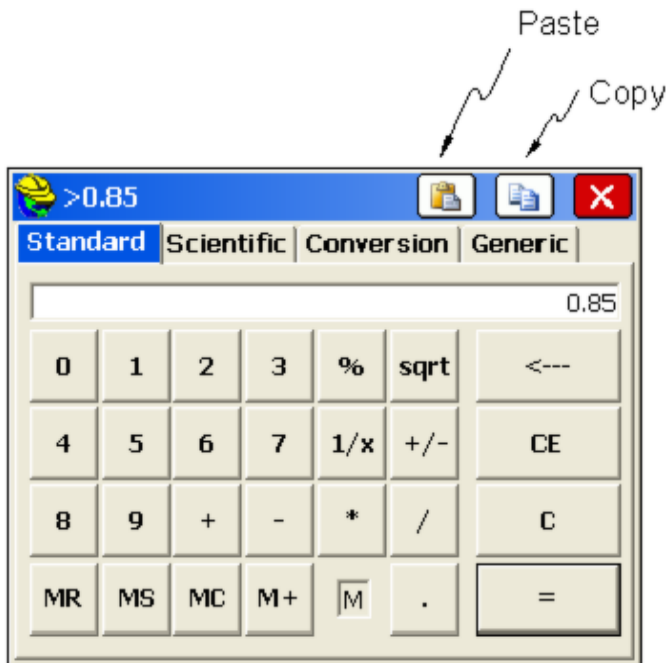 Paste
Copy
>0.85
Standard Scientific Conversion Generic
0.85
0 1 2 3 % sqrt <---
4 5 6 7 1/x +/- CE
8 9 + - * / C
MR MS MC M+ M . =